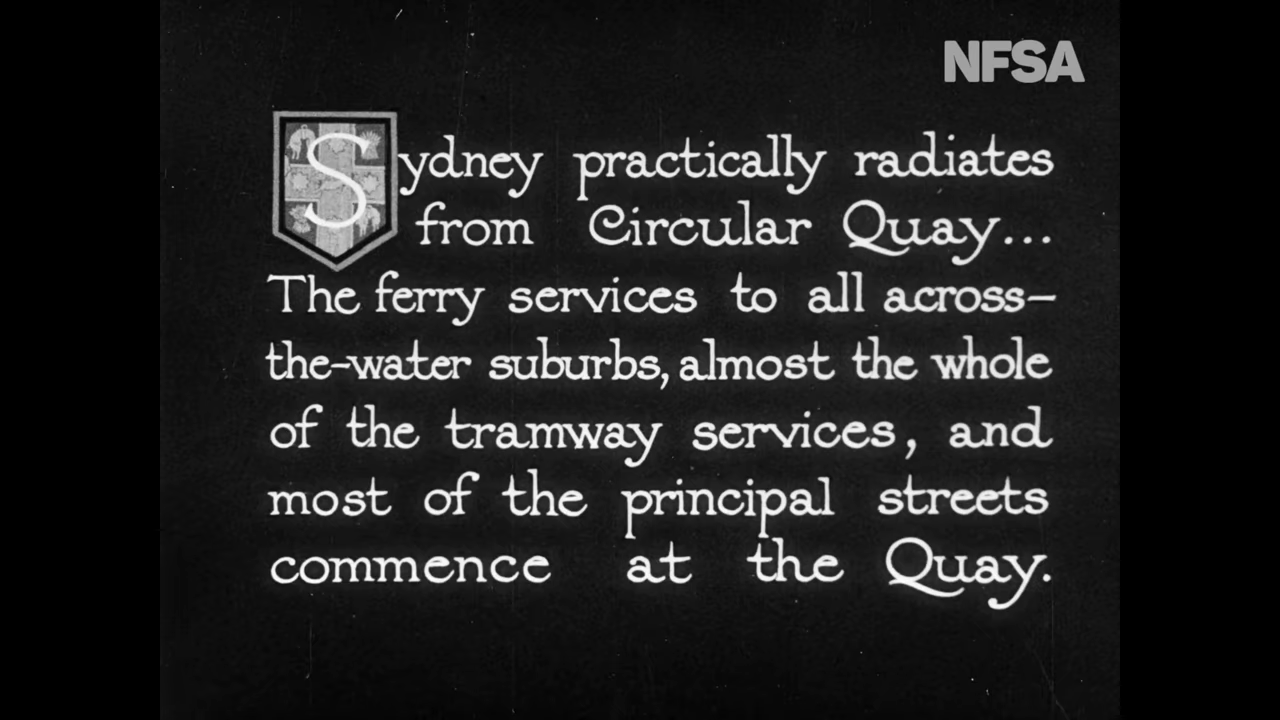 NFSA
Sydney practically radiates
from Circular Quay...
The ferry services to all across-
the-water suburbs, almost the whole
of the tramway services, and
most of the principal streets
commence at the Quay.